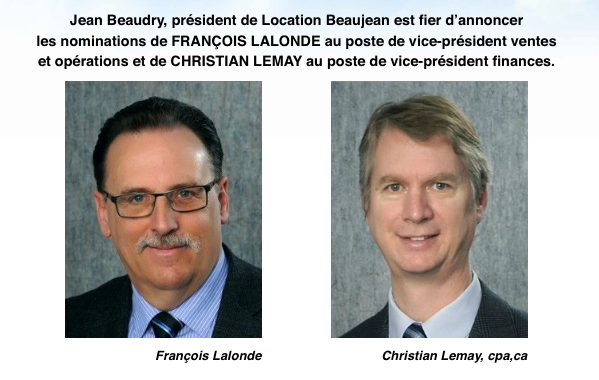 Jean Beaudry, président de Location Beaujean est fier d’annoncer
les nominations de FRANÇOIS LALONDE au poste de vice-président ventes
et opérations et de CHRISTIAN LEMAY au poste de vice-président finances.
François Lalonde
Christian Lemay, cpa,ca